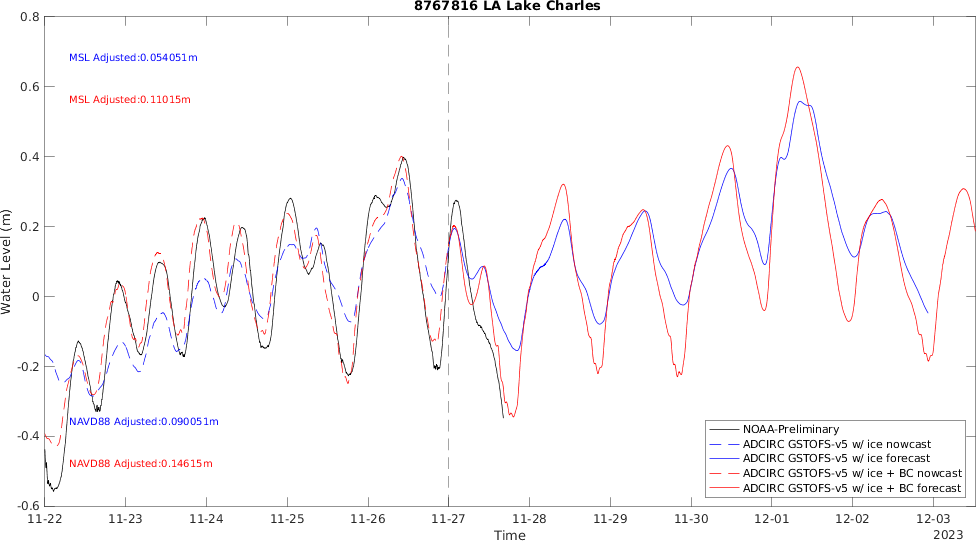 8767816 LA Lake Charles
Water Level (m)
0.8
0.6
0.4
0.2
0
-0.2
-0.4
-0.6
MSL Adjusted:0.054051m
MSL Adjusted:0.11015m
NAVD88 Adjusted:0.090051m
NAVD88 Adjusted:0.14615m
NOAA-Preliminary
ADCIRC GSTOFS-v5 w/ ice nowcast
ADCIRC GSTOFS-v5 w/ ice forecast
ADCIRC GSTOFS-v5 w/ ice + BC nowcast
ADCIRC GSTOFS-v5 w/ ice + BC forecast
11-22 11-23 11-24 11-25 11-26 11-27 11-28 11-29 11-30 12-01 12-02 12-03
Time
2023